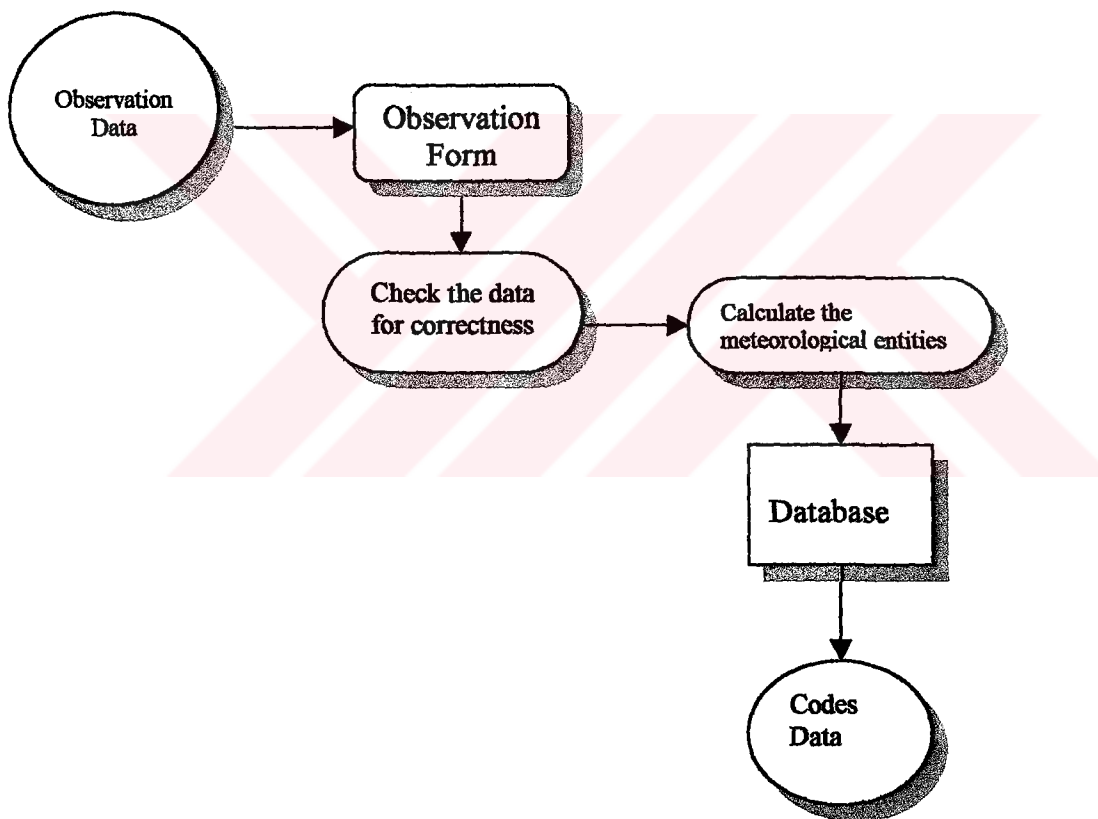 Observation
Data
Observation
Form
Check the data
for correctness
Calculate the
meteorological entities
Database
Codes
Data